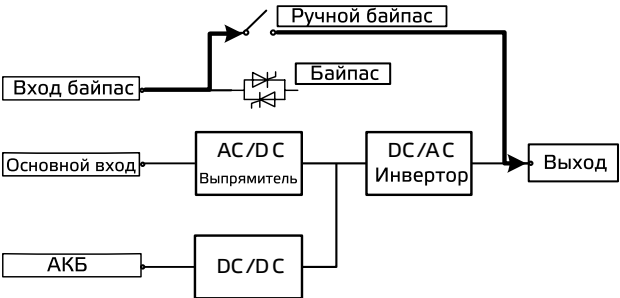 Ручной байпас
Байпас
Вход байпас
AC/DC
Выпрямитель
DC/AC
Инвертор
Основной вход
Выход
АКБ
DC/DC